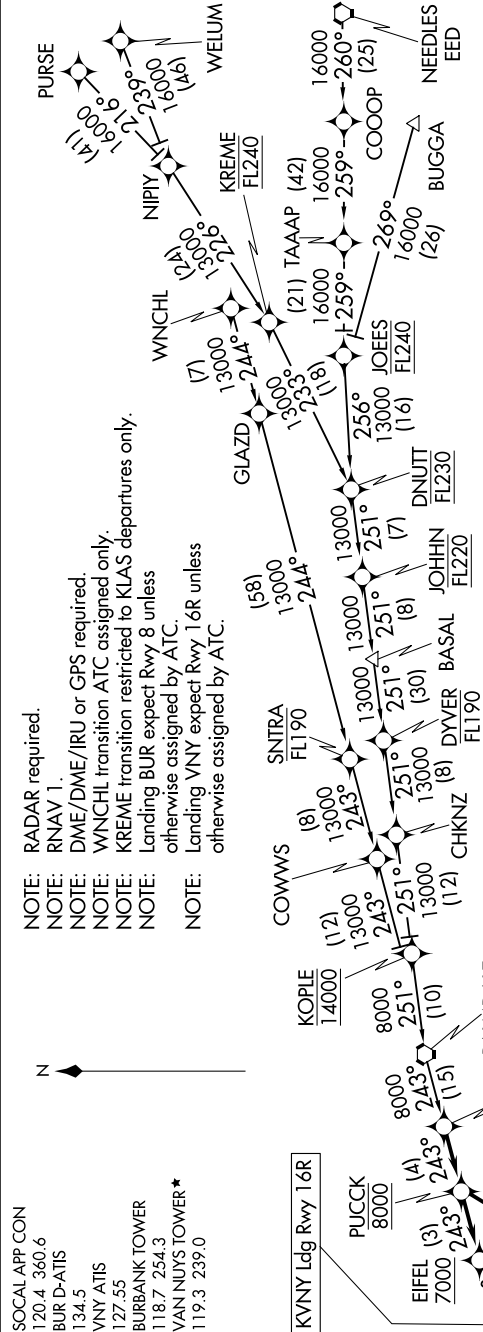 SOCAL APP CON
120.4 360.6
BUR D-ATIS
134.5
VNY ATIS
127.55
BURBANK TOWER
118.7 254.3
VAN NUYS TOWER★
119.3 239.0
N
NOTE: RADAR required.
NOTE: RNAV 1.
NOTE: DME/DME/IRU or GPS required.
NOTE: WNCHL transition ATC assigned only.
NOTE: KREME transition restricted to KLAS departures only.
NOTE: Landing BUR expect Rwy 8 unless
otherwise assigned by ATC.
NOTE: Landing VNY expect Rwy 16R unless
otherwise assigned by ATC.
PURSE
216°
16000
(41)
WELUM
239°
16000
(46)
NIPIY
(24)
13000
226°
KREME
FL240
13000
233°
(18)
WNCHL
(7)
13000
244°
GLAZD
(58)
13000
244°
SNTRA
FL190
(8)
13000
243°
COWWS
(12)
13000
243°
NEEDLES
EED
16000
260°
(25)
COOOP
(42)
16000
259°
TAAAP
(21)
16000
259°
BUGGA
269°
16000
(26)
JOEES
FL240
256°
13000
(16)
DNUTT
FL230
13000
251°
(7)
JOHHN
FL220
13000
251°
(8)
BASAL
13000
251°
(30)
DYVER
FL190
251°
13000
(8)
CHKNZ
251°
13000
(12)
KOPLE
14000
8000
251°
(10)
8000
243°
(15)
(4)
243°
PUCCK
8000
(3)
243°
EIFEL
7000
KVNY Ldg Rwy 16R